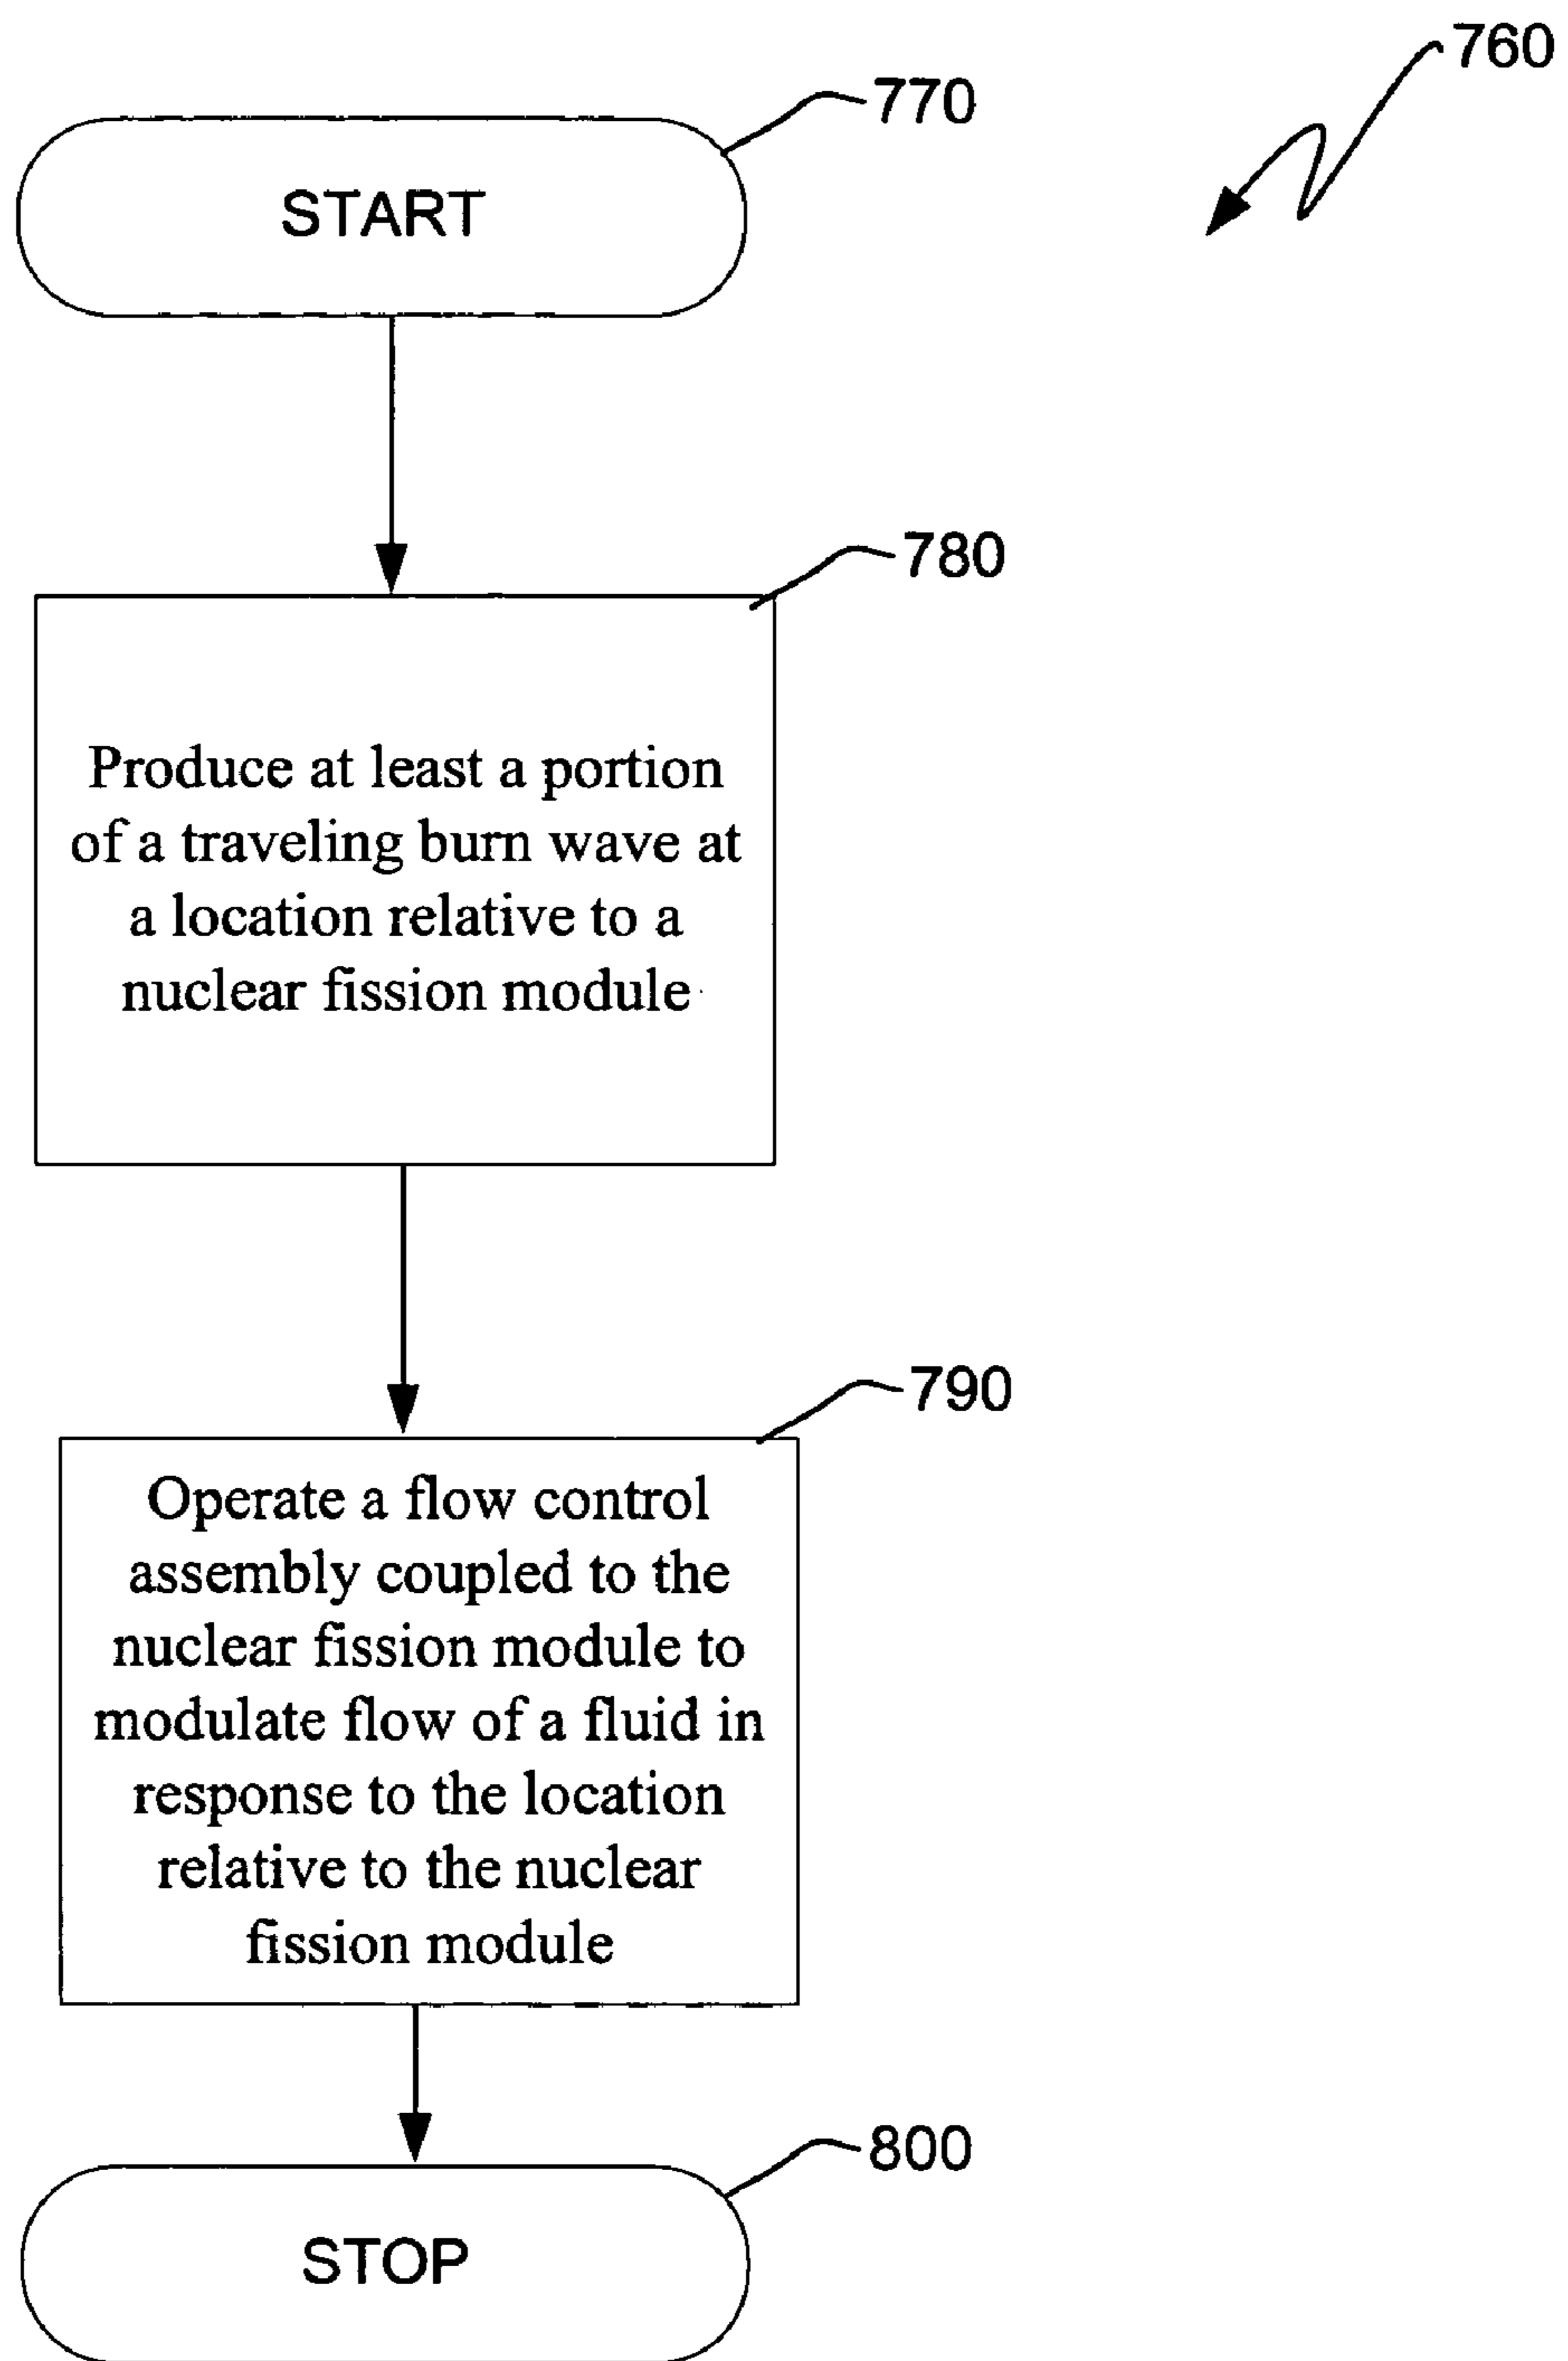 760
770
START
780
Produce at least a portion
of a traveling burn wave at
a location relative to a
nuclear fission module
790
Operate a flow control
assembly coupled to the
nuclear fission module to
modulate flow of a fluid in
response to the location
relative to the nuclear
fission module
800
STOP